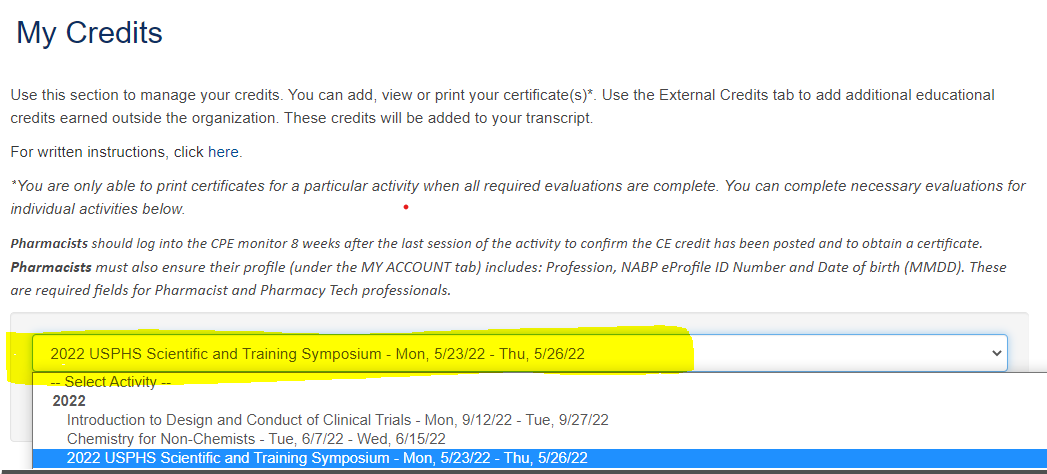 My Credits
Use this section to manage your credits. You can add, view or print your certificate(s)*. Use the External Credits tab to add additional educational
credits earned outside the organization. These credits will be added to your transcript.
For written instructions, click here.
*You are only able to print certificates for a particular activity when all required evaluations are complete. You can complete necessary evaluations for
individual activities below.
Pharmacists should log into the CPE monitor 8 weeks after the last session of the activity to confirm the CE credit has been posted and to obtain a certificate.
Pharmacists must also ensure their profile (under the MY ACCOUNT tab) includes: Profession, NABP eProfile ID Number and Date of birth (MMDD). These
are required fields for Pharmacist and Pharmacy Tech professionals.
2022 USPHS Scientific and Training Symposium - Mon, 5/23/22 - Thu, 5/26/22
-- Select Activity --
2022
Introduction to Design and Conduct of Clinical Trials - Mon, 9/12/22 - Tue, 9/27/22
Chemistry for Non-Chemists - Tue, 6/7/22 - Wed, 6/15/22
2022 USPHS Scientific and Training Symposium - Mon, 5/23/22 - Thu, 5/26/22